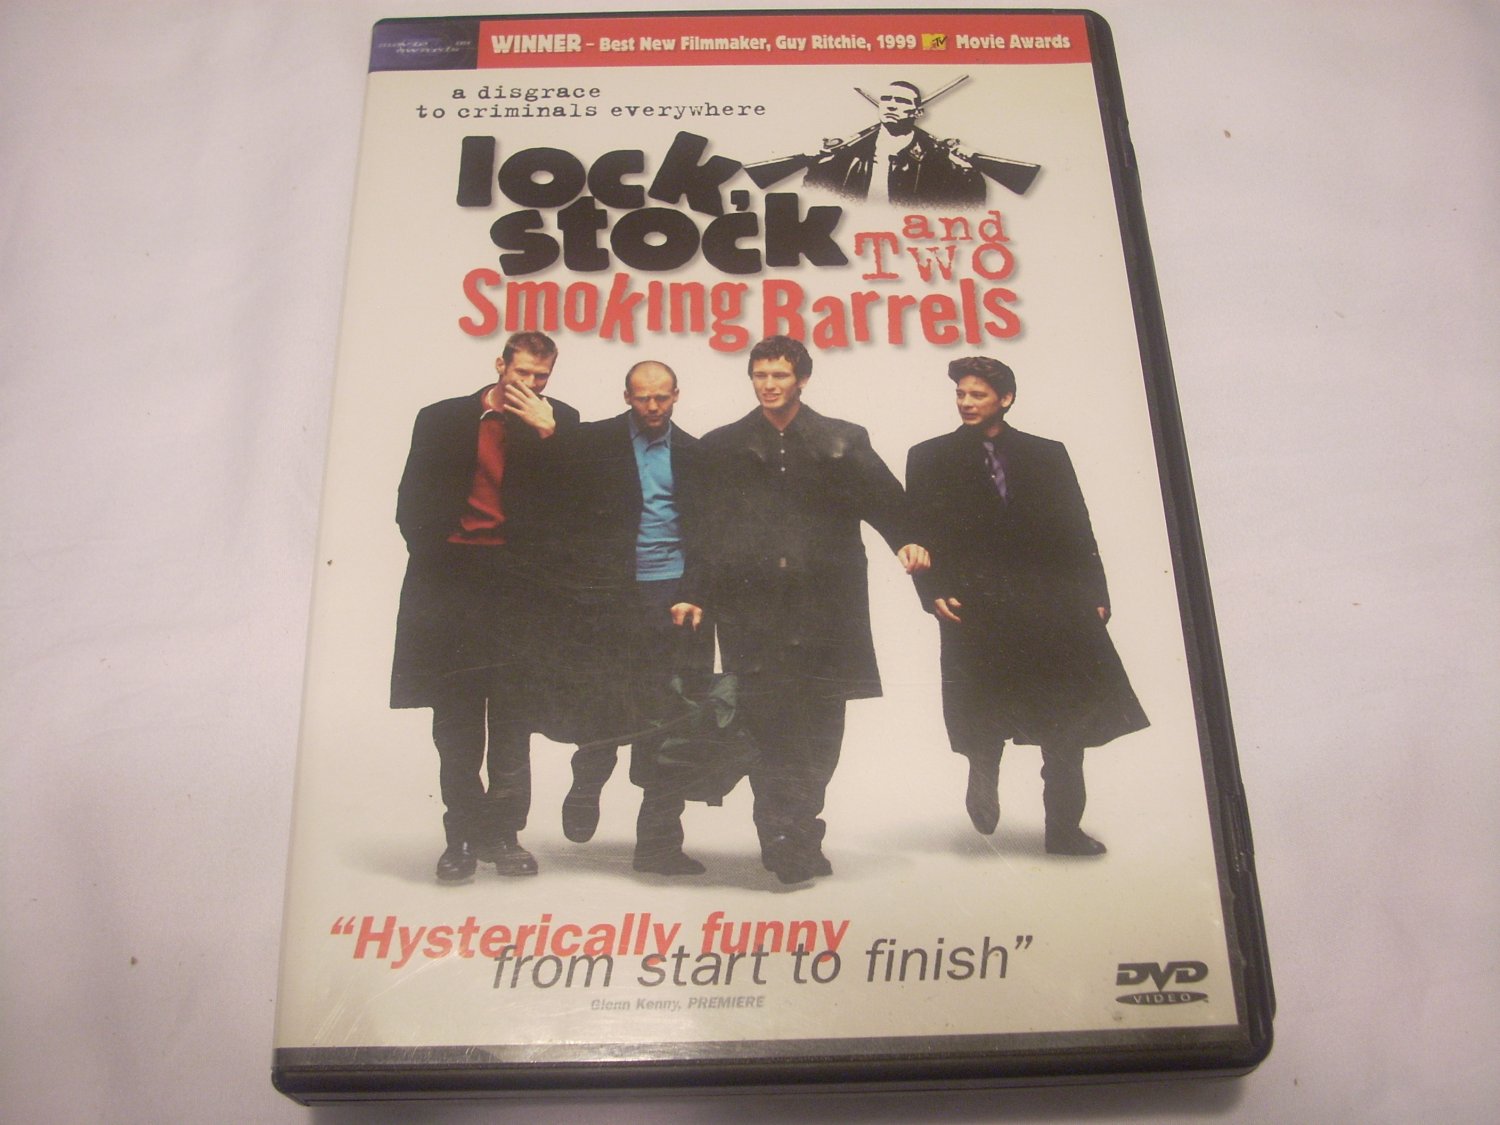 WINNER – Best New Filmmaker, Guy Ritchie, 1999 MTV Movie Awards
a disgrace
to criminals everywhere
lock,
stock and
Two
Smoking Barrels
“Hysterically funny
from start to finish”
Glenn Kenny, PREMIERE
DVD
VIDEO